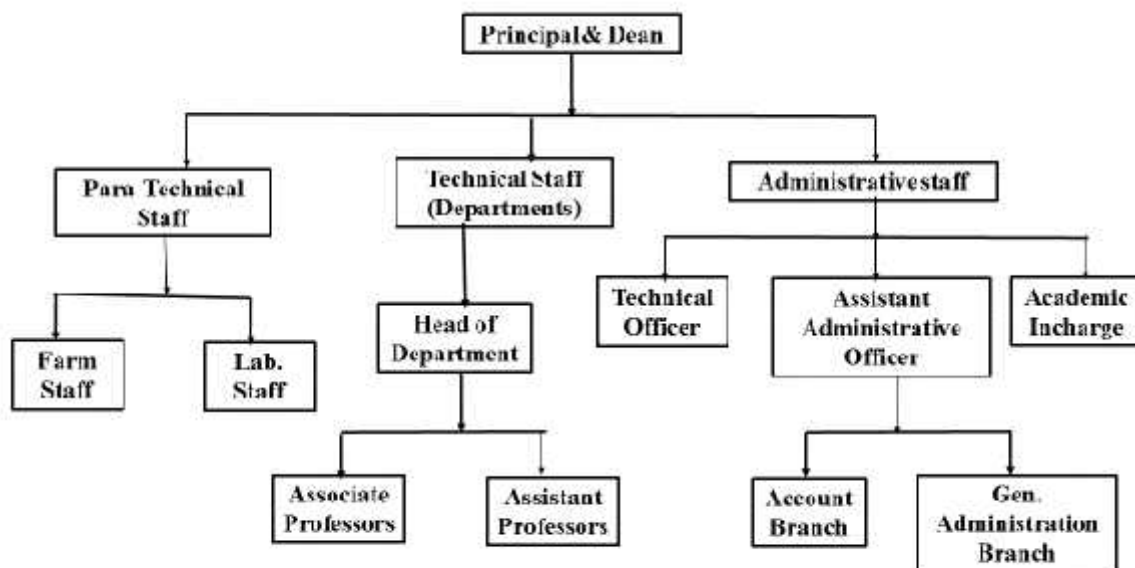 Principal & Dean
Para Technical
Staff
Technical Staff
(Departments)
Administrativestaff
Farm
Staff
Lab.
Staff
Head of
Department
Technical
Officer
Assistant
Administrative
Officer
Academic
Incharge
Associate
Professors
Assistant
Professors
Account
Branch
Gen.
Administration
Branch